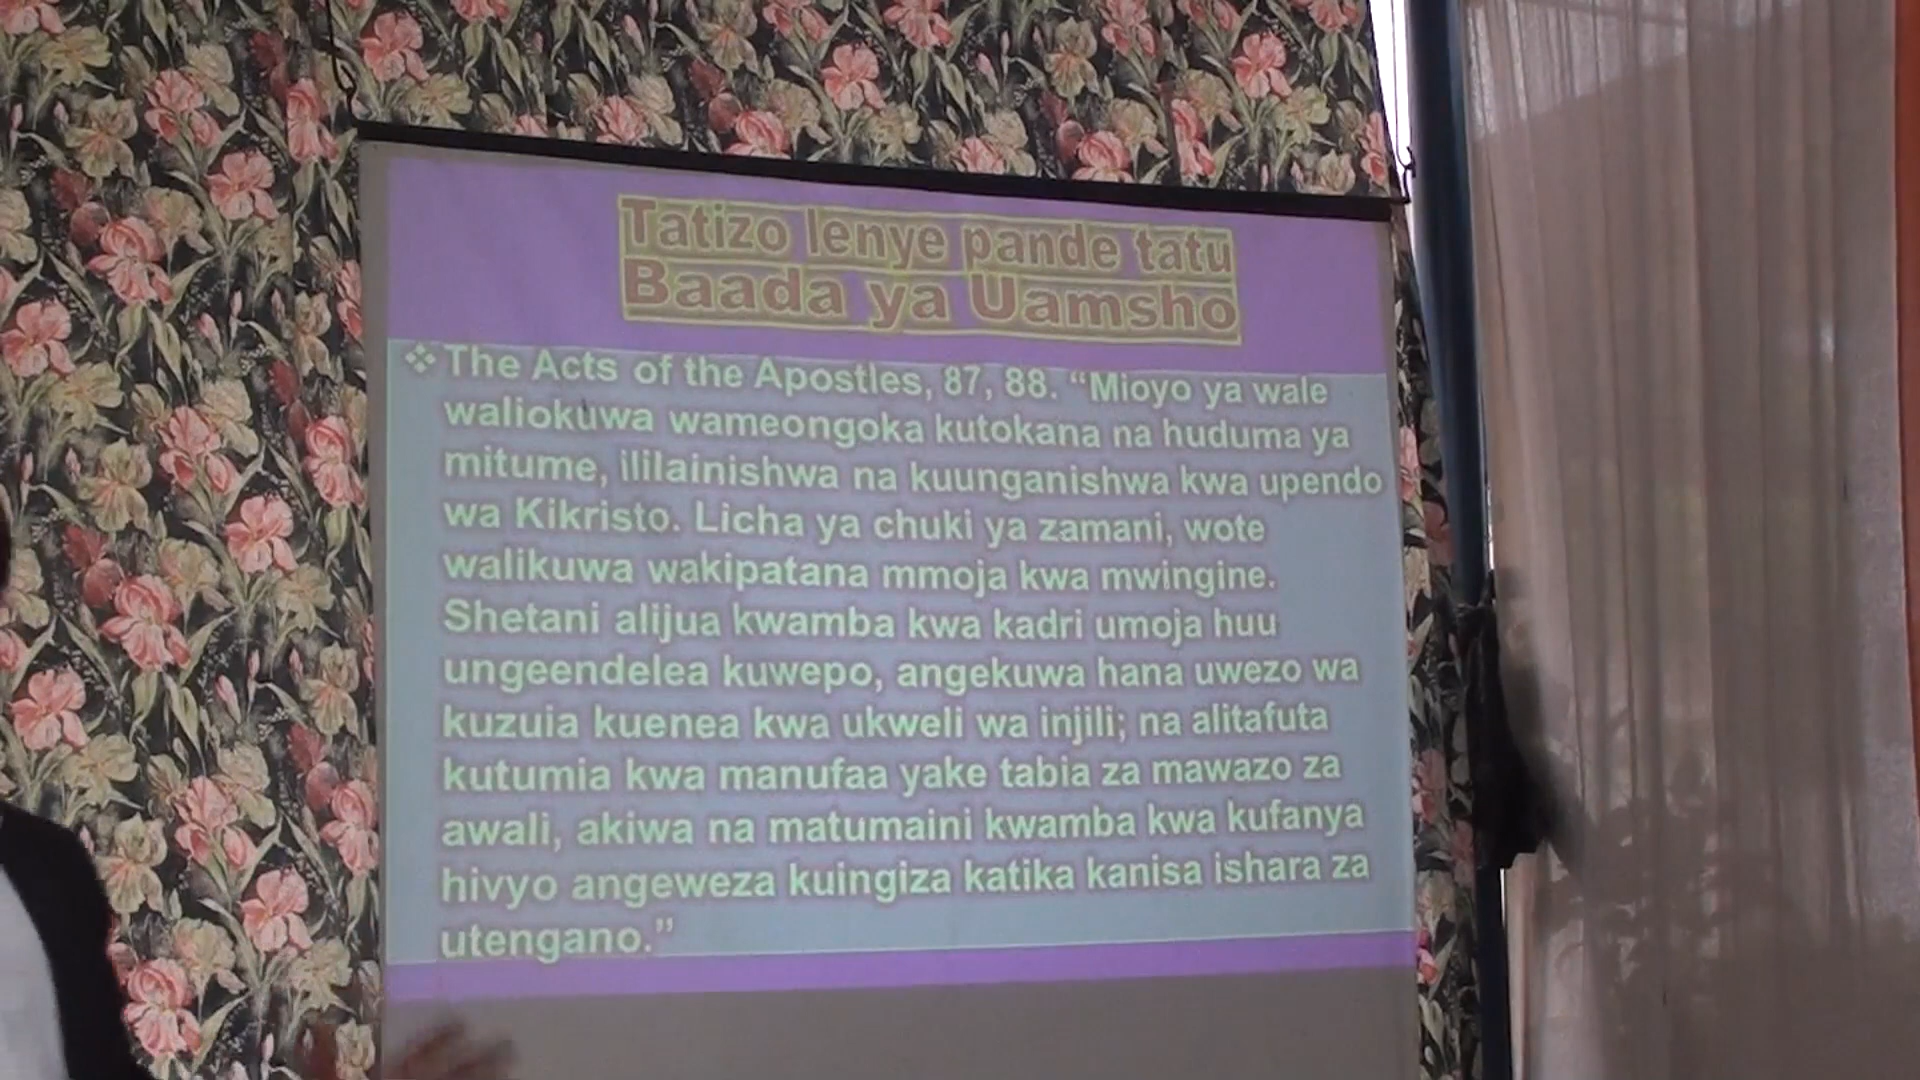 Tatizo lenye pande tatu
Baada ya Uamsho
❖The Acts of the Apostles, 87, 88. “Mioyo ya wale
waliokuwa wameongoka kutokana na huduma ya
mitume, ililainishwa na kuunganishwa kwa upendo
wa Kikristo. Licha ya chuki ya zamani, wote
walikuwa wakipatana mmoja kwa mwingine.
Shetani alijua kwamba kwa kadri umoja huu
ungeendelea kuwepo, angekuwa hana uwezo wa
kuzuia kuenea kwa ukweli wa injili; na alitafuta
kutumia kwa manufaa yake tabia za mawazo za
awali, akiwa na matumaini kwamba kwa kufanya
hivyo angeweza kuingiza katika kanisa ishara za
utengano.”